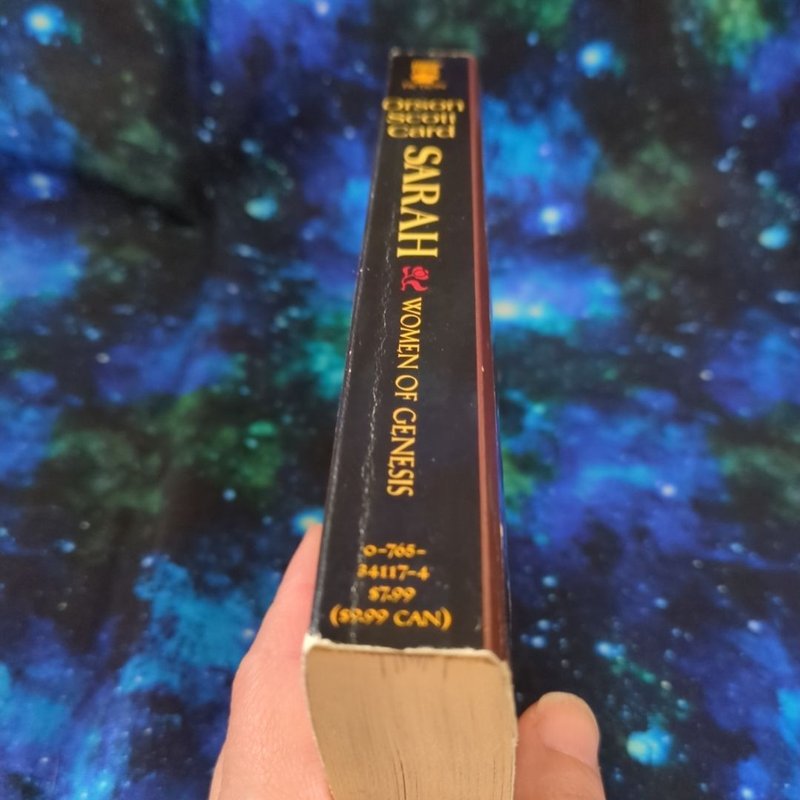 Orson
Scott
Card
SARAH
WOMEN OF GENESIS
0-765-
34117-4
$7.99
($9.99 CAN)